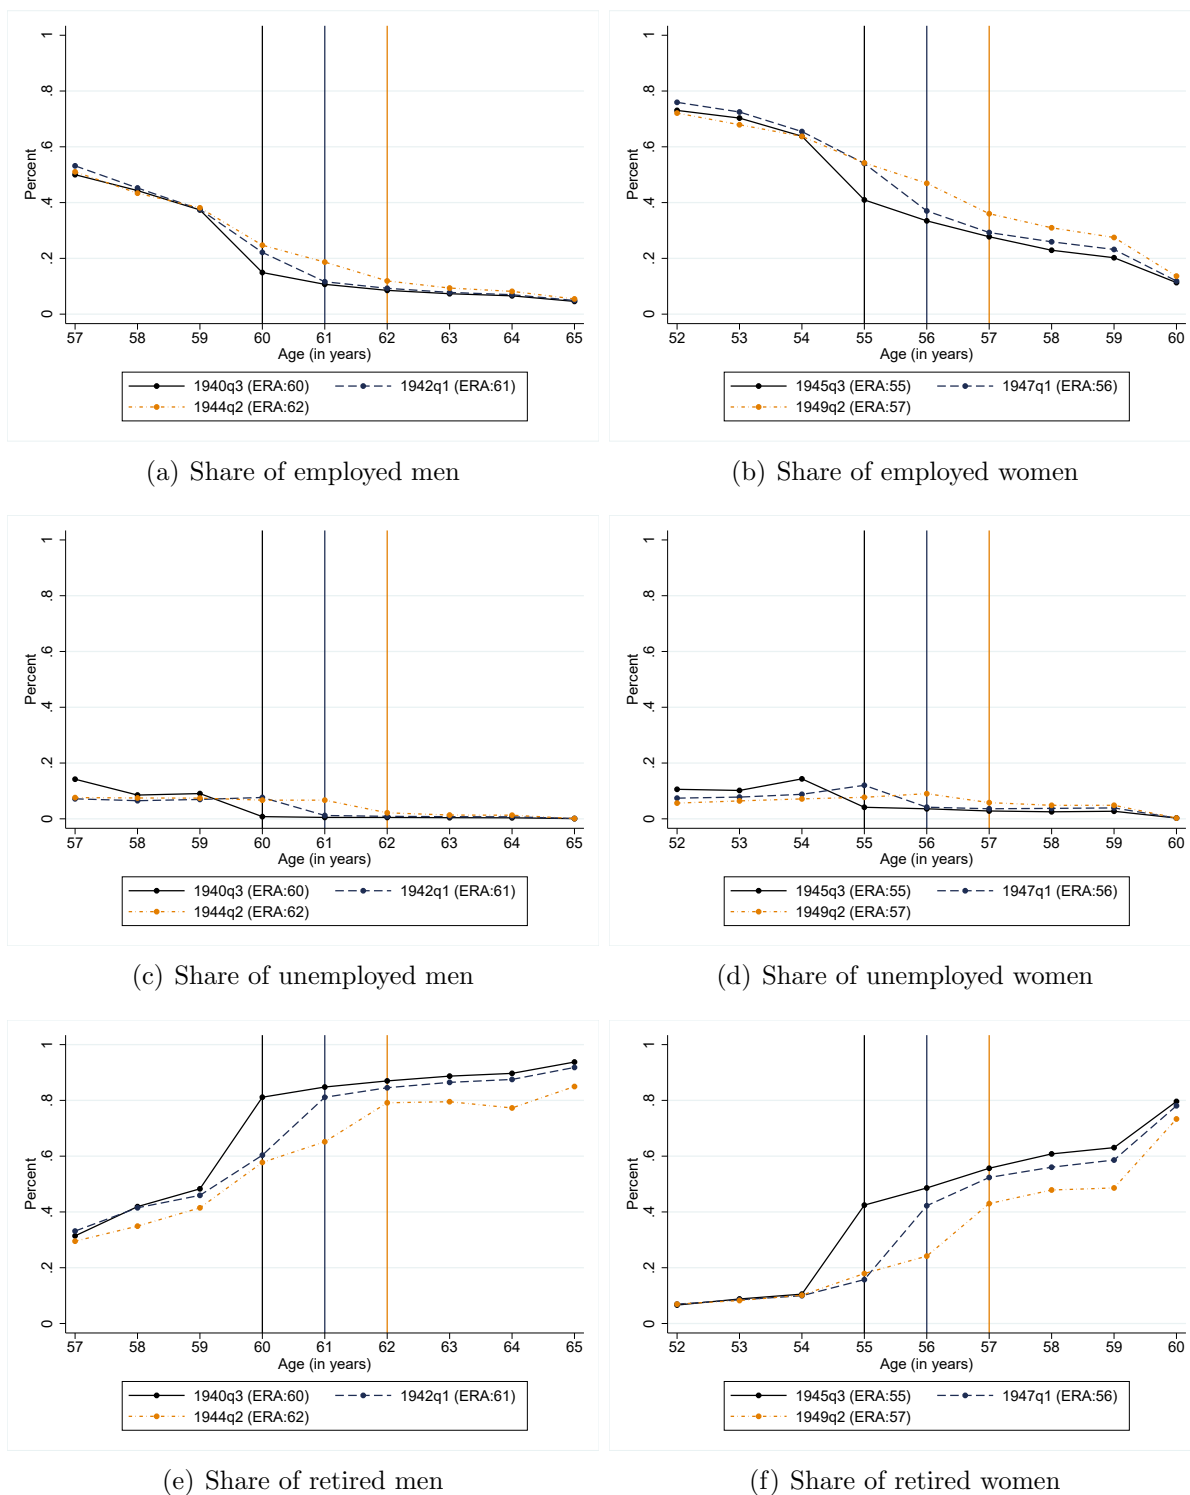 1
.8
.6
.4
.2
0
Percent
57 58 59 60 61 62 63 64 65
Age (in years)
1940q3 (ERA:60) 1942q1 (ERA:61)
1944q2 (ERA:62)
(a) Share of employed men
1
.8
.6
.4
.2
0
Percent
52 53 54 55 56 57 58 59 60
Age (in years)
1945q3 (ERA:55) 1947q1 (ERA:56)
1949q2 (ERA:57)
(b) Share of employed women
1
.8
.6
.4
.2
0
Percent
57 58 59 60 61 62 63 64 65
Age (in years)
1940q3 (ERA:60) 1942q1 (ERA:61)
1944q2 (ERA:62)
(c) Share of unemployed men
1
.8
.6
.4
.2
0
Percent
52 53 54 55 56 57 58 59 60
Age (in years)
1945q3 (ERA:55) 1947q1 (ERA:56)
1949q2 (ERA:57)
(d) Share of unemployed women
1
.8
.6
.4
.2
0
Percent
57 58 59 60 61 62 63 64 65
Age (in years)
1940q3 (ERA:60) 1942q1 (ERA:61)
1944q2 (ERA:62)
(e) Share of retired men
1
.8
.6
.4
.2
0
Percent
52 53 54 55 56 57 58 59 60
Age (in years)
1945q3 (ERA:55) 1947q1 (ERA:56)
1949q2 (ERA:57)
(f) Share of retired women